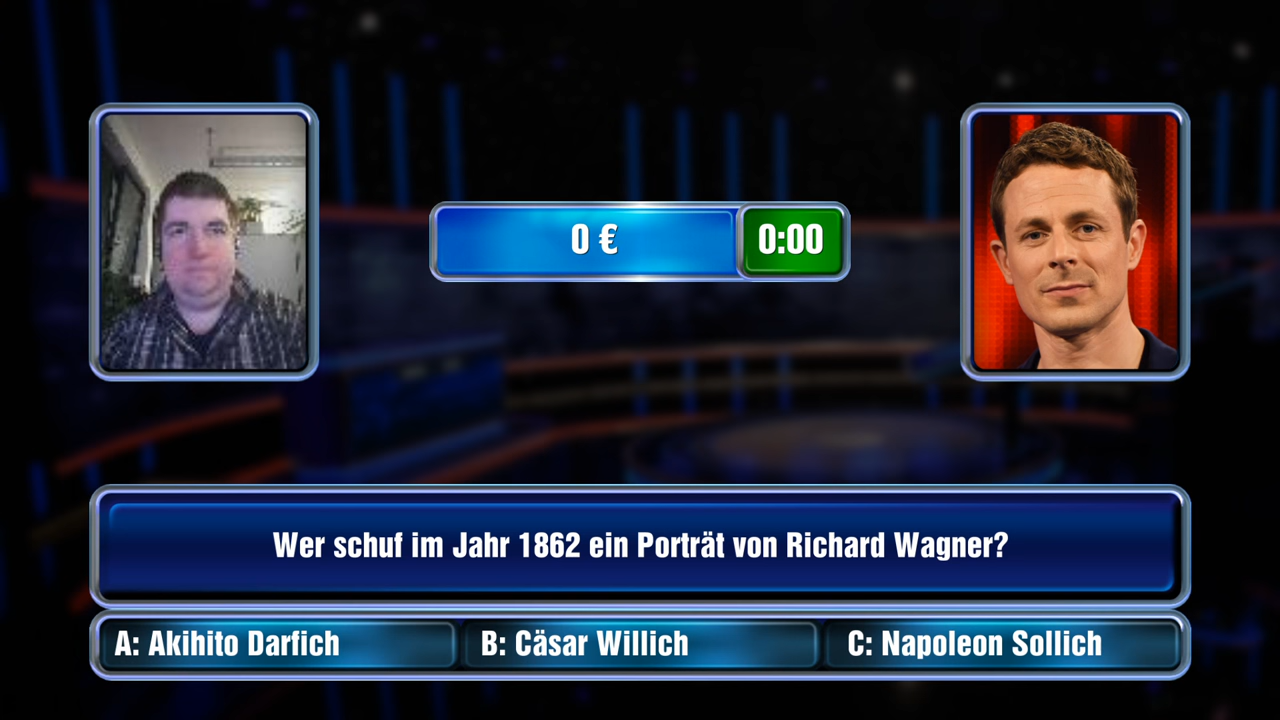 0 €
0:00
Wer schuf im Jahr 1862 ein Porträt von Richard Wagner?
A: Akihito Darfich
B: Cäsar Willich
C: Napoleon Sollich